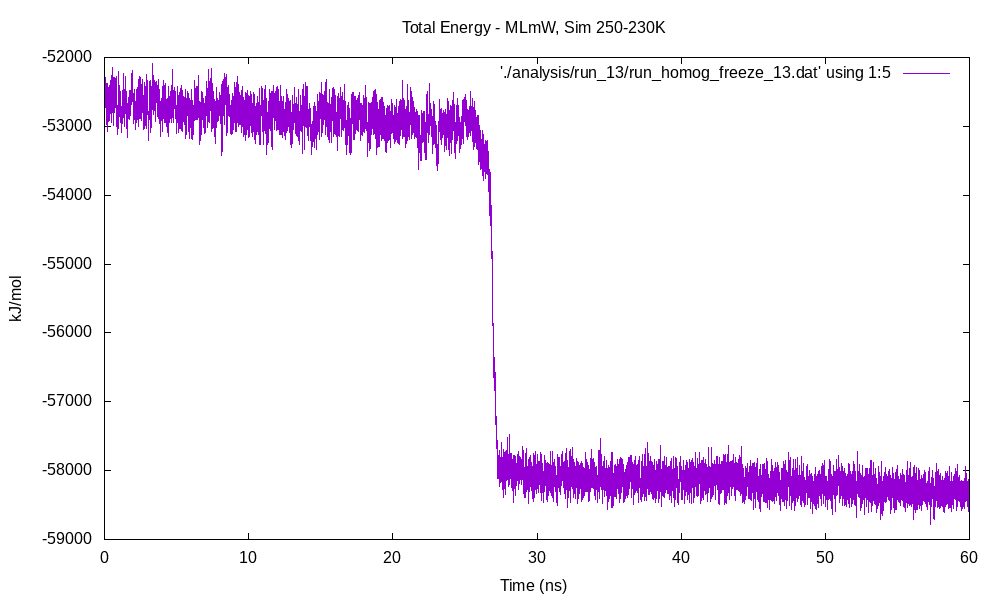 Total Energy - MLmW, Sim 250-230K
'./analysis/run_13/run_homog_freeze_13.dat' using 1:5
-52000
-53000
-54000
-55000
-56000
-57000
-58000
-59000
kJ/mol
0 10 20 30 40 50 60
Time (ns)